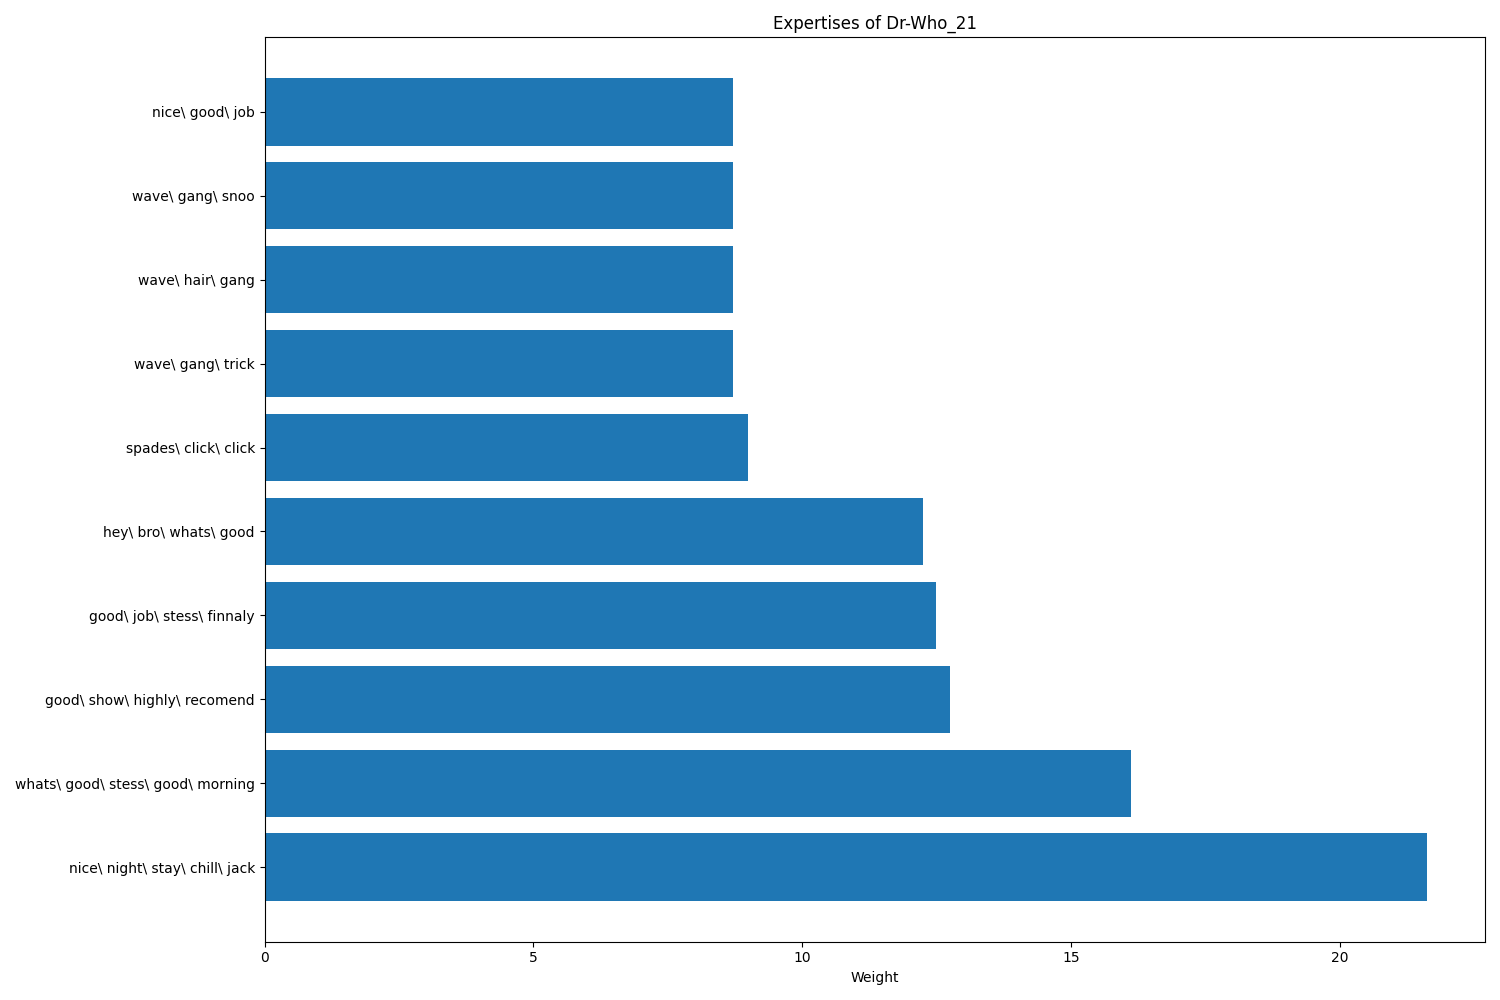 Expertises of Dr-Who_21
nice\ good\ job
wave\ gang\ snoo
wave\ hair\ gang
wave\ gang\ trick
spades\ click\ click
hey\ bro\ whats\ good
good\ job\ stess\ finnaly
good\ show\ highly\ recomend
whats\ good\ stess\ good\ morning
nice\ night\ stay\ chill\ jack
0 5 10 15 20
Weight